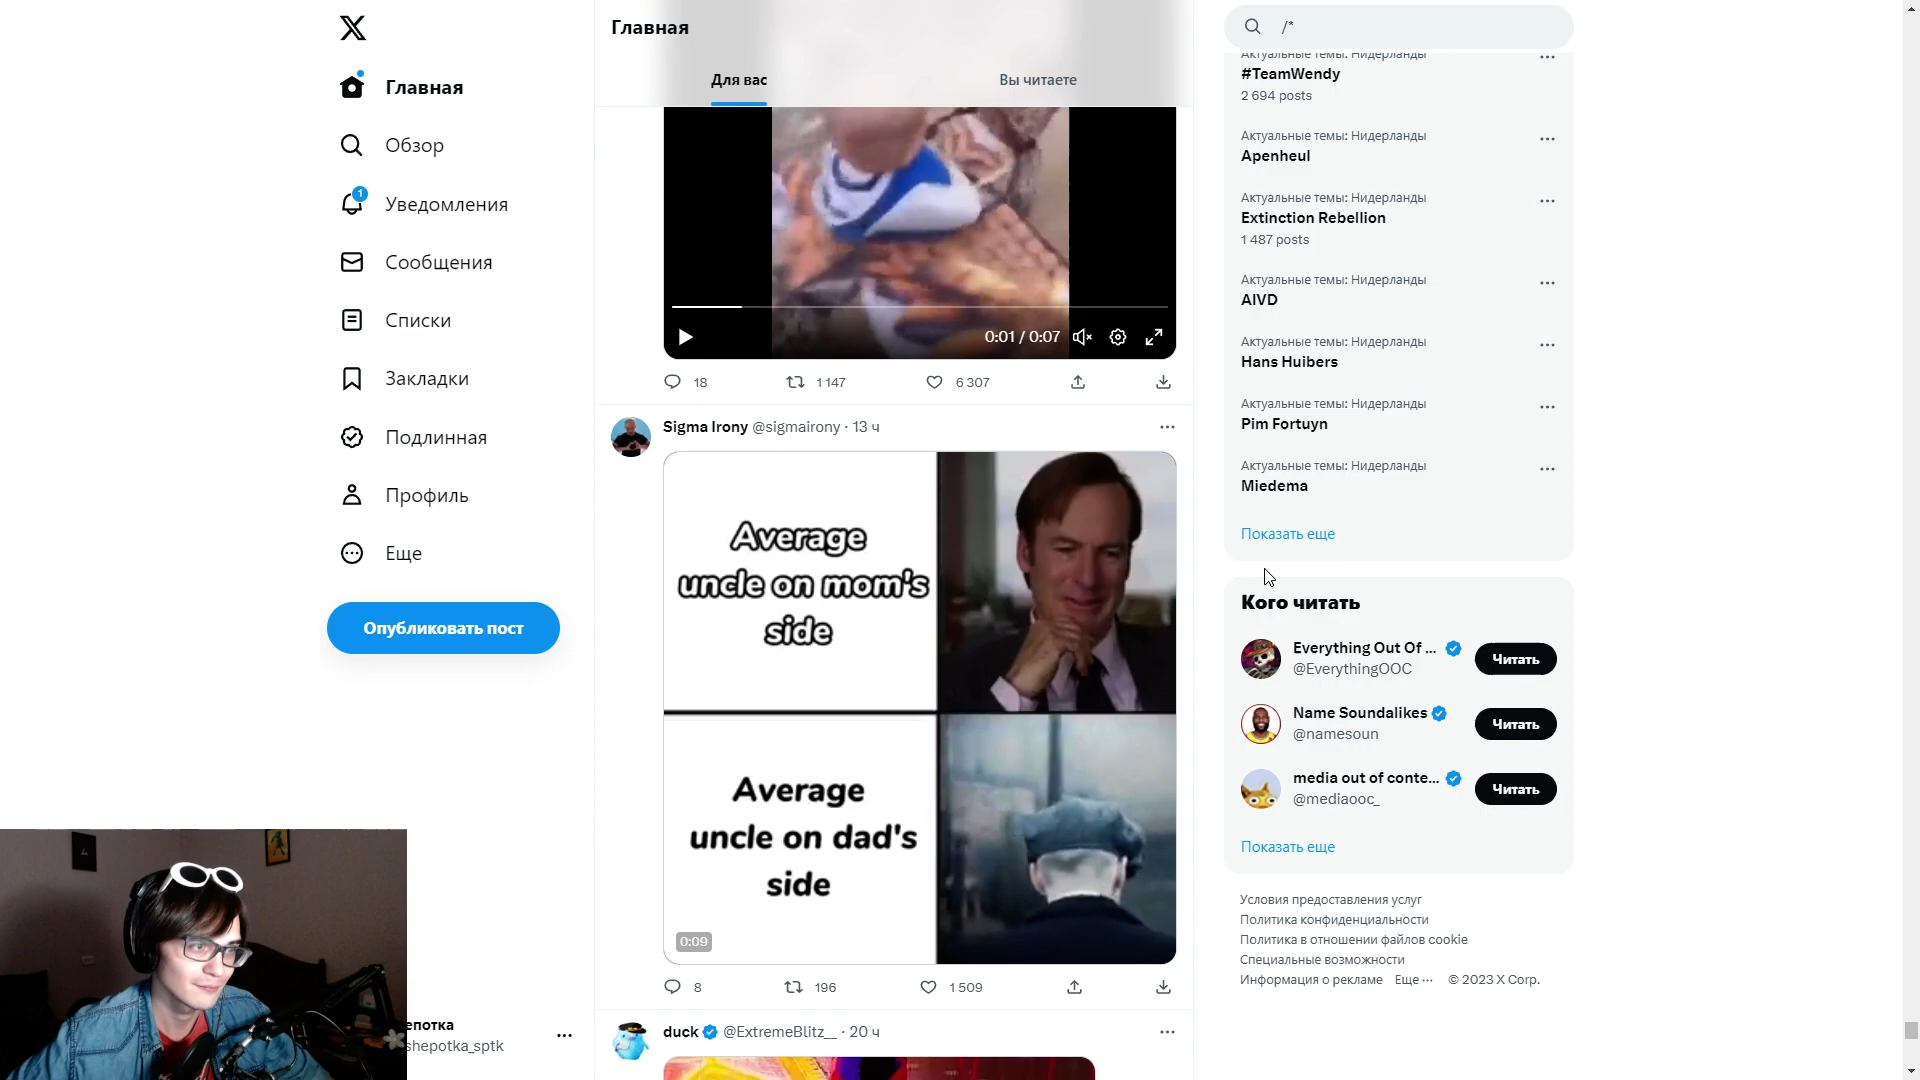 Главная
Обзор
1
Уведомления
Сообщения
Списки
Закладки
Подлинная
Профиль
Еще
Опубликовать пост
епотка
shepotka_sptk
Главная
Для вас
Вы читаете
0:01 / 0:07
18
1 147
6 307
Sigma Irony @sigmairony · 13 ч
Average
uncle on mom's
side
Average
uncle on dad's
side
0:09
8
196
1 509
duck @ExtremeBlitz__ · 20 ч
/*
Актуальные темы: Нидерланды
#TeamWendy
2 694 posts
Актуальные темы: Нидерланды
Apenheul
Актуальные темы: Нидерланды
Extinction Rebellion
1 487 posts
Актуальные темы: Нидерланды
AIVD
Актуальные темы: Нидерланды
Hans Huibers
Актуальные темы: Нидерланды
Pim Fortuyn
Актуальные темы: Нидерланды
Miedema
Показать еще
Кого читать
Everything Out Of ...
@EverythingOOC
Читать
Name Soundalikes
@namesoun
Читать
media out of conte...
@mediaooc_
Читать
Показать еще
Условия предоставления услуг
Политика конфиденциальности
Политика в отношении файлов cookie
Специальные возможности
Информация о рекламе Еще ··· © 2023 X Corp.